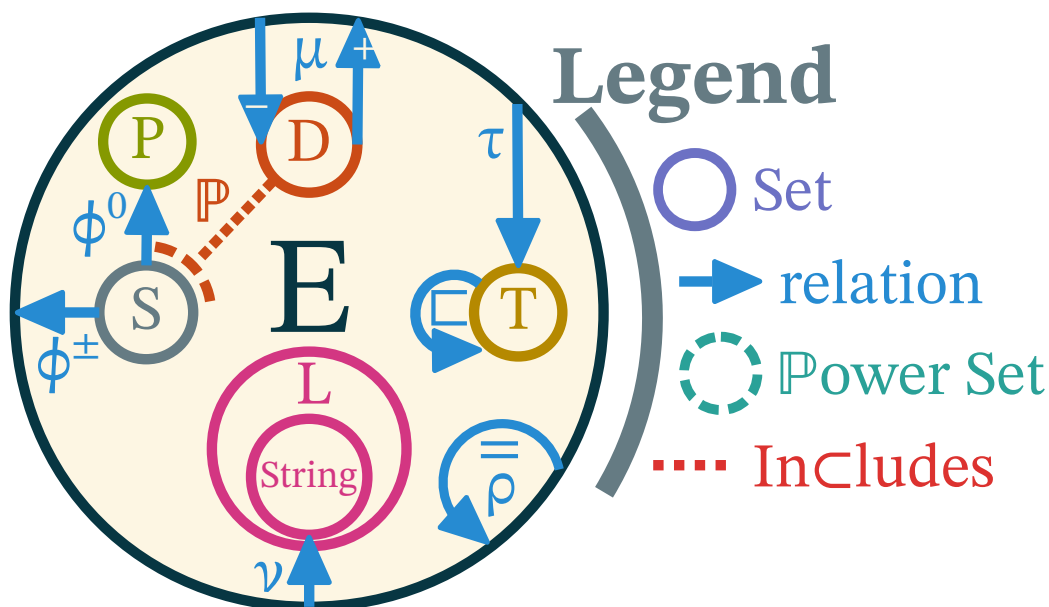 μ
−
+
P
D
ℙ
τ
ϕ⁰
E
S
T
⊏
ϕ±
L
String
=
ρ
ν
Legend
Set
relation
ℙower Set
In⊏ludes